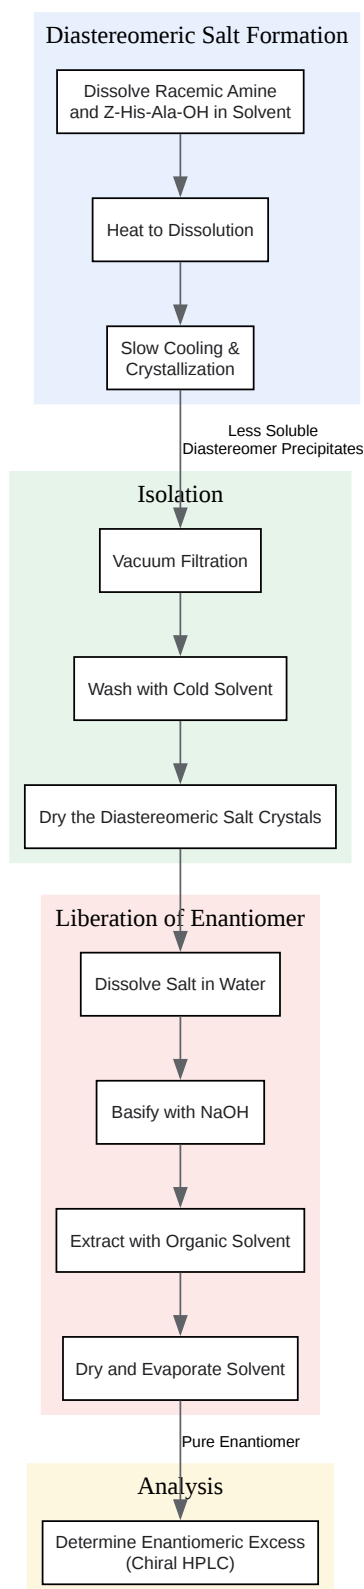 Diastereomeric Salt Formation
Dissolve Racemic Amine
and Z-His-Ala-OH in Solvent
Heat to Dissolution
Slow Cooling &
Crystallization
Less Soluble
Diastereomer Precipitates
Isolation
Vacuum Filtration
Wash with Cold Solvent
Dry the Diastereomeric Salt Crystals
Liberation of Enantiomer
Dissolve Salt in Water
Basify with NaOH
Extract with Organic Solvent
Dry and Evaporate Solvent
Pure Enantiomer
Analysis
Determine Enantiomeric Excess
(Chiral HPLC)